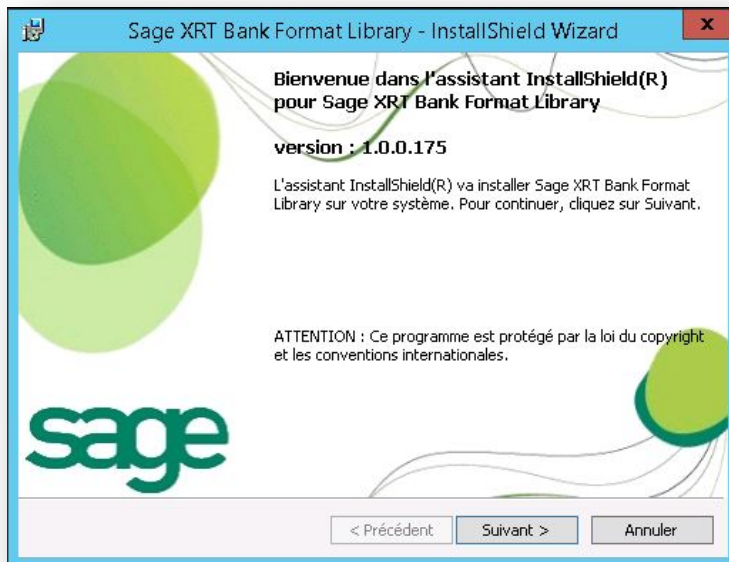 Sage XRT Bank Format Library - InstallShield Wizard
x
Bienvenue dans l'assistant InstallShield(R)
pour Sage XRT Bank Format Library
version : 1.0.0.175
L'assistant InstallShield(R) va installer Sage XRT Bank Format
Library sur votre système. Pour continuer, cliquez sur Suivant.
ATTENTION : Ce programme est protégé par la loi du copyright
et les conventions internationales.
sage
< Précédent
Suivant >
Annuler